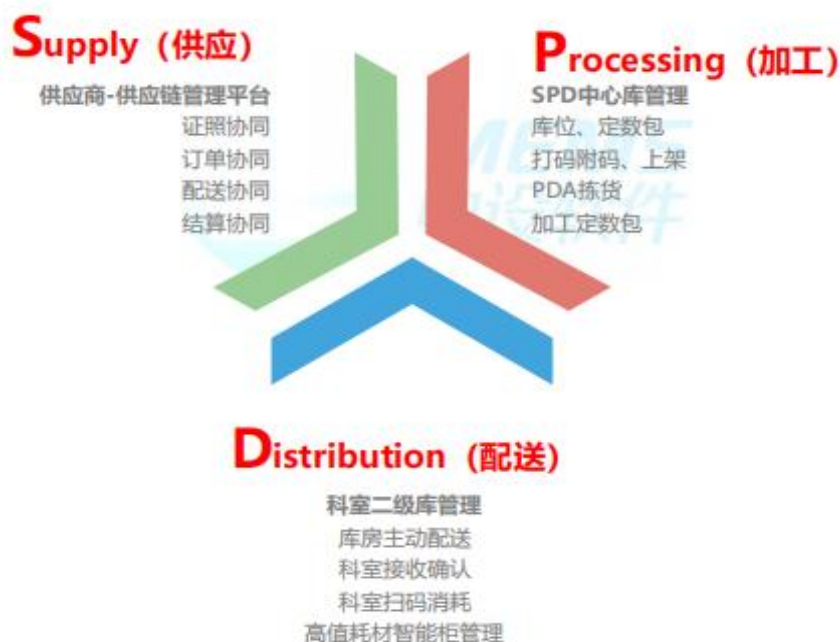 Supply（供应）
供应商-供应链管理平台
证照协同
订单协同
配送协同
结算协同
Processing（加工）
SPD中心库管理
库位、定数包
打码附码、上架
PDA拣货
加工定数包
Distribution（配送）
科室二级库管理
库房主动配送
科室接收确认
科室扫码消耗
高值耗材智能柜管理